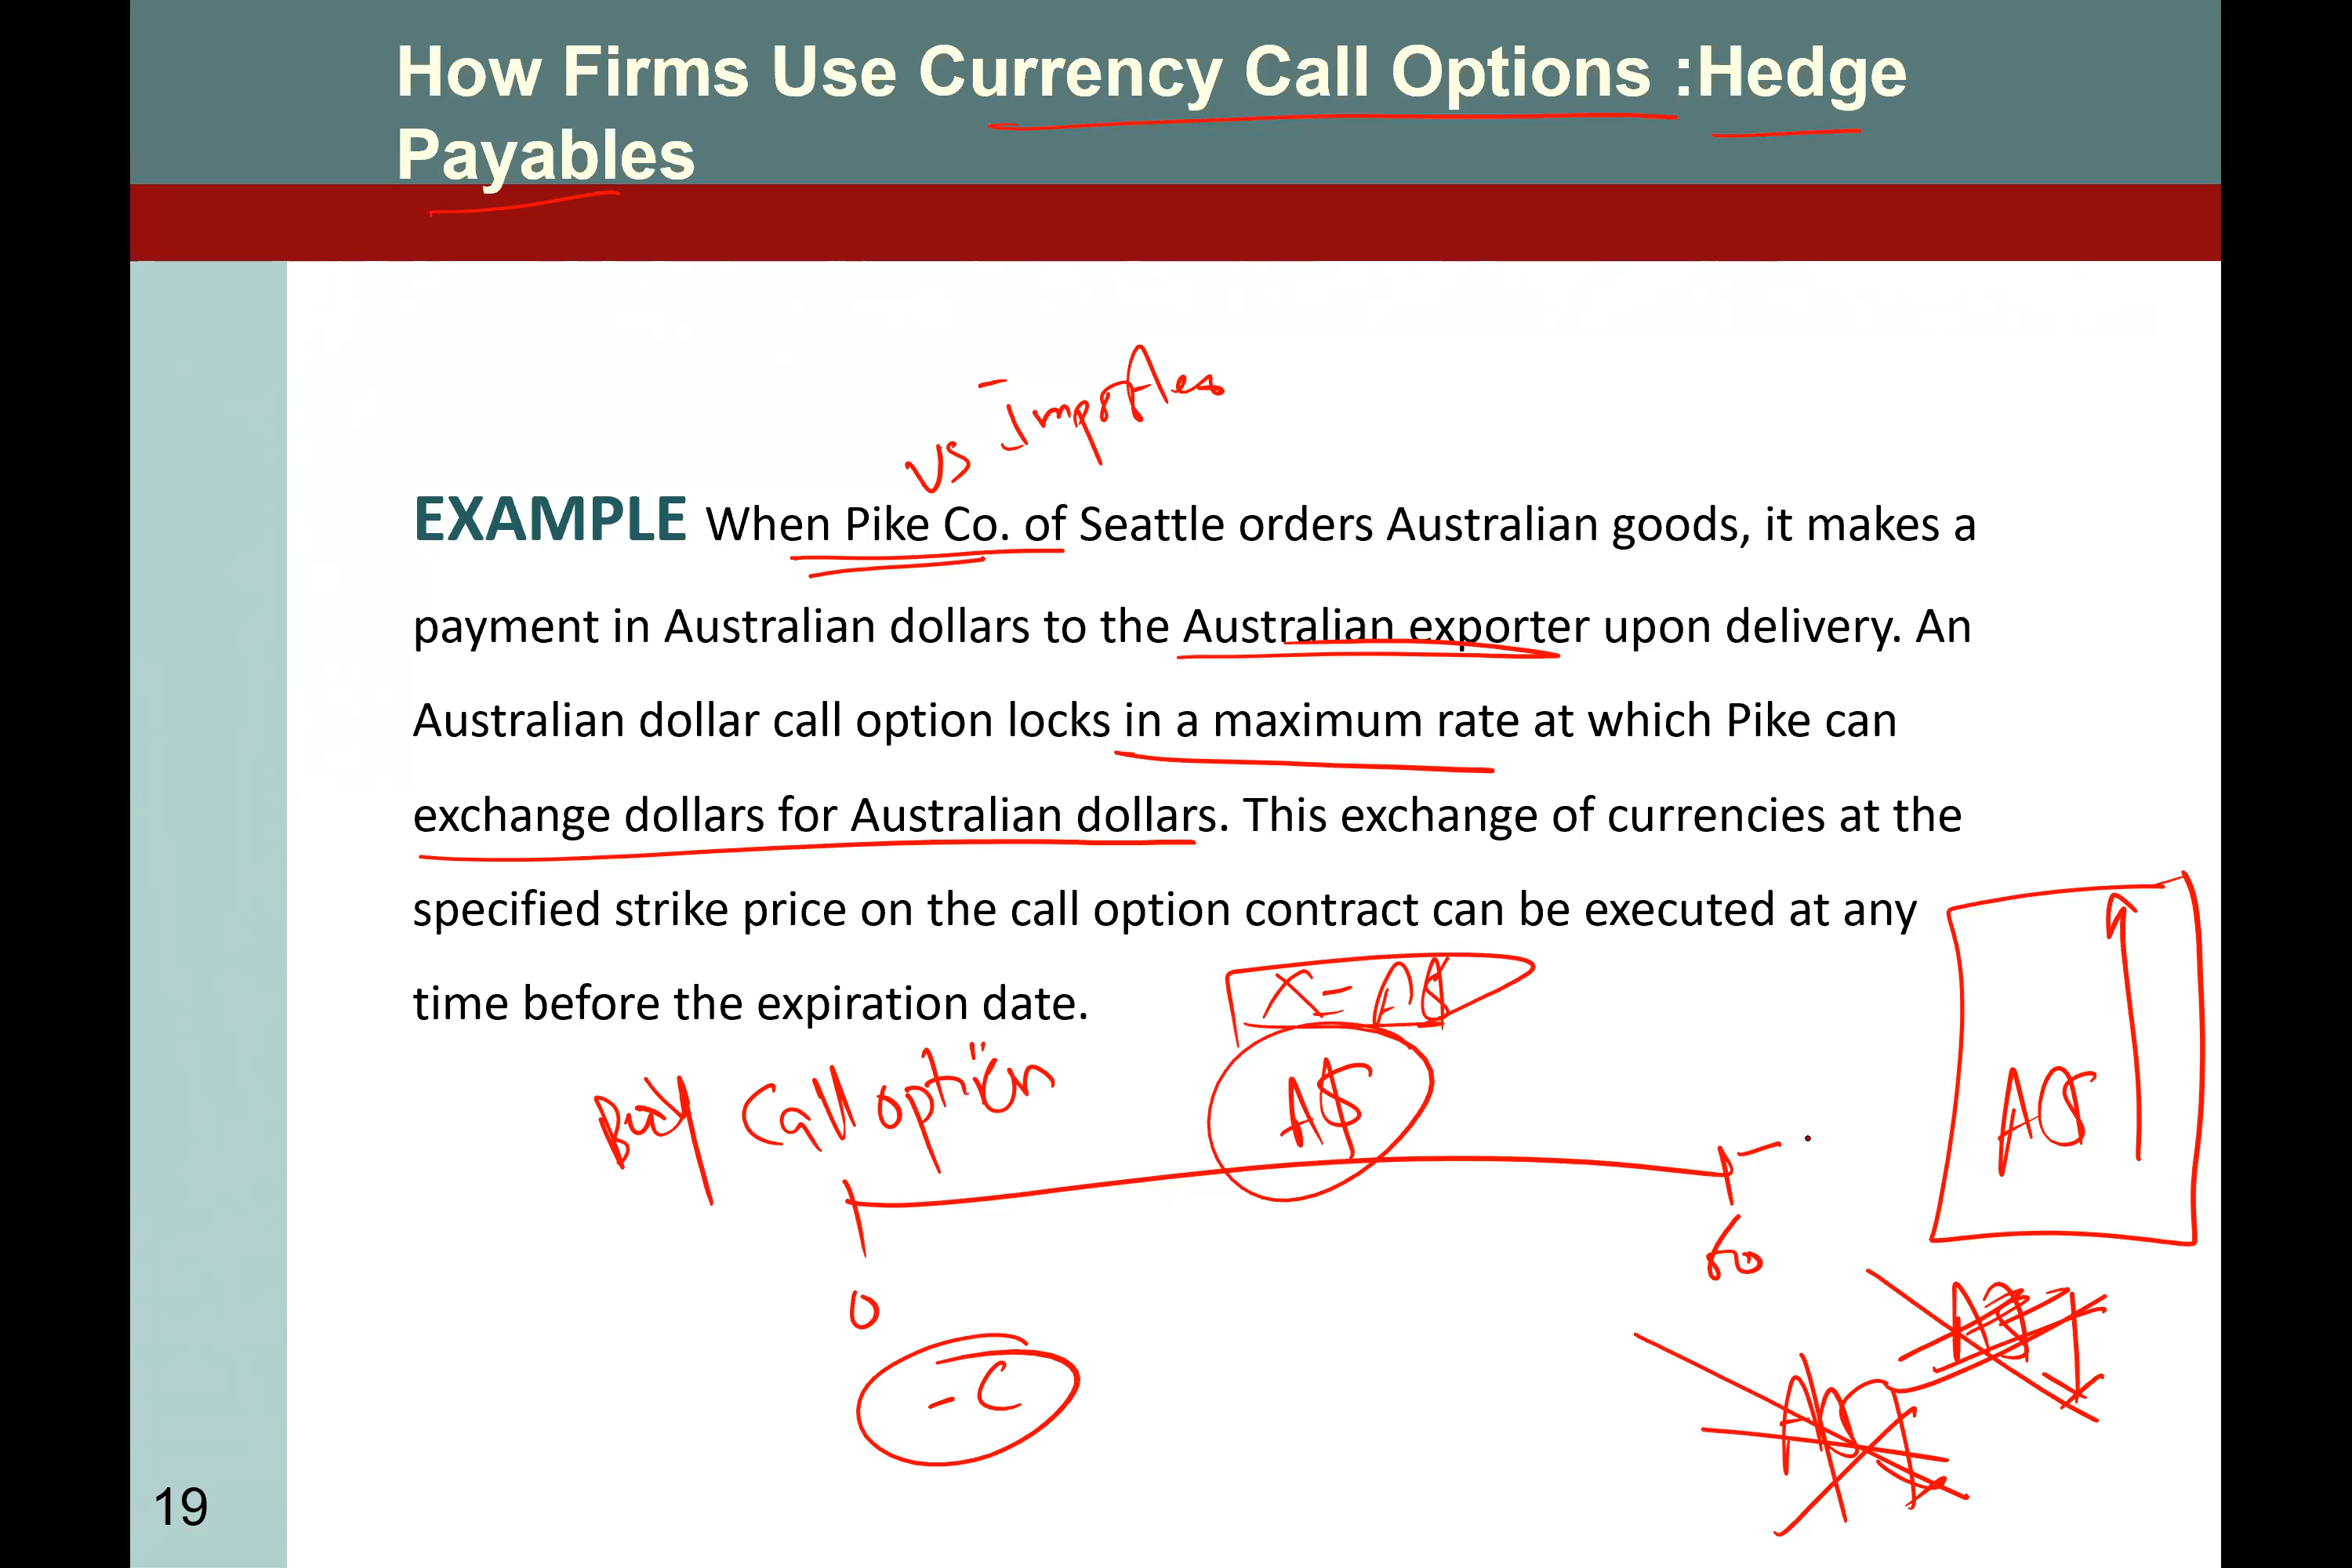 How Firms Use Currency Call Options :Hedge
Payables
US Importer
EXAMPLE When Pike Co. of Seattle orders Australian goods, it makes a
payment in Australian dollars to the Australian exporter upon delivery. An
Australian dollar call option locks in a maximum rate at which Pike can
exchange dollars for Australian dollars. This exchange of currencies at the
specified strike price on the call option contract can be executed at any
time before the expiration date.
X = A$
Buy Call option
A$
A$
60
0
- C
19